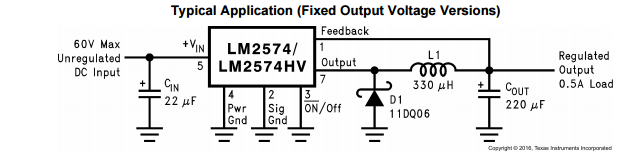 Typical Application (Fixed Output Voltage Versions)
60V Max
Unregulated
DC Input
+VIN
5
+
CIN
22 μF
LM2574/
LM2574HV
Feedback
1
Output
7
4
Pwr
Gnd
2
Sig
Gnd
3
ON/Off
D1
11DQ06
L1
330 μH
+
COUT
220 μF
Regulated
Output
0.5A Load
Copyright © 2016, Texas Instruments Incorporated